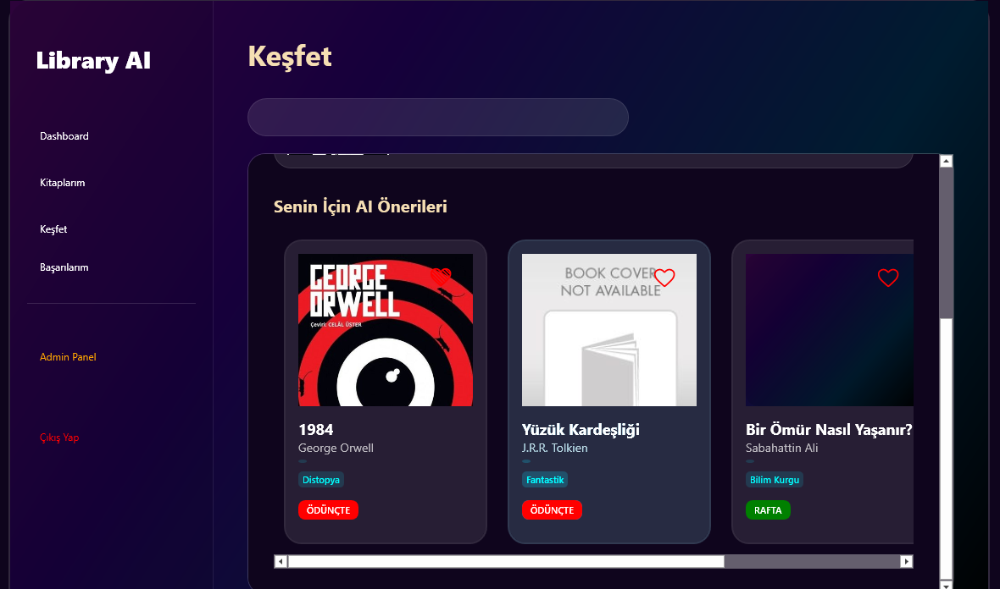 Library AI
Dashboard
Kitaplarım
Keşfet
Başarılarım
Admin Panel
Çıkış Yap
Keşfet
Senin İçin AI Önerileri
GEORGE
ORWELL
Çeviri: CELÂL ÜSTER
1984
George Orwell
Distopya
ÖDÜNÇTE
BOOK COVER
NOT AVAILABLE
Yüzük Kardeşliği
J.R.R. Tolkien
Fantastik
ÖDÜNÇTE
Bir Ömür Nasıl Yaşanır?
Sabahattin Ali
Bilim Kurgu
RAFTA